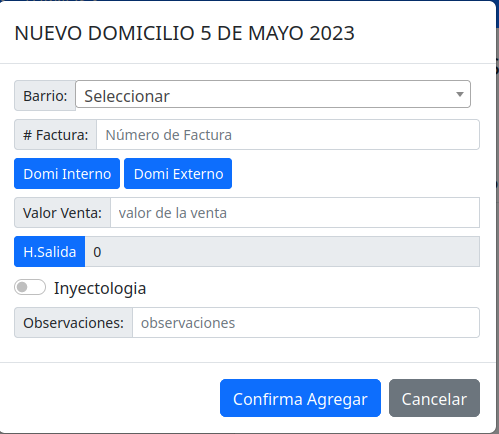 NUEVO DOMICILIO 5 DE MAYO 2023
Barrio: Seleccionar
# Factura: Número de Factura
Domi Interno Domi Externo
Valor Venta: valor de la venta
H.Salida 0
Inyectologia
Observaciones: observaciones
Confirma Agregar Cancelar